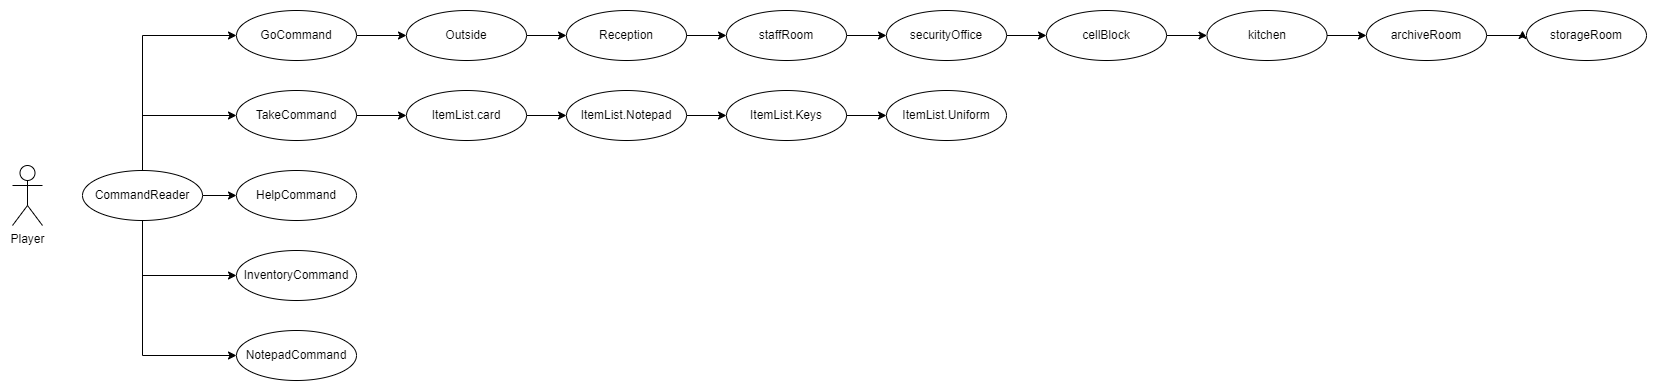 GoCommand
Outside
Reception
staffRoom
securityOffice
cellBlock
kitchen
archiveRoom
storageRoom
TakeCommand
ItemList.card
ItemList.Notepad
ItemList.Keys
ItemList.Uniform
CommandReader
HelpCommand
Player
InventoryCommand
NotepadCommand